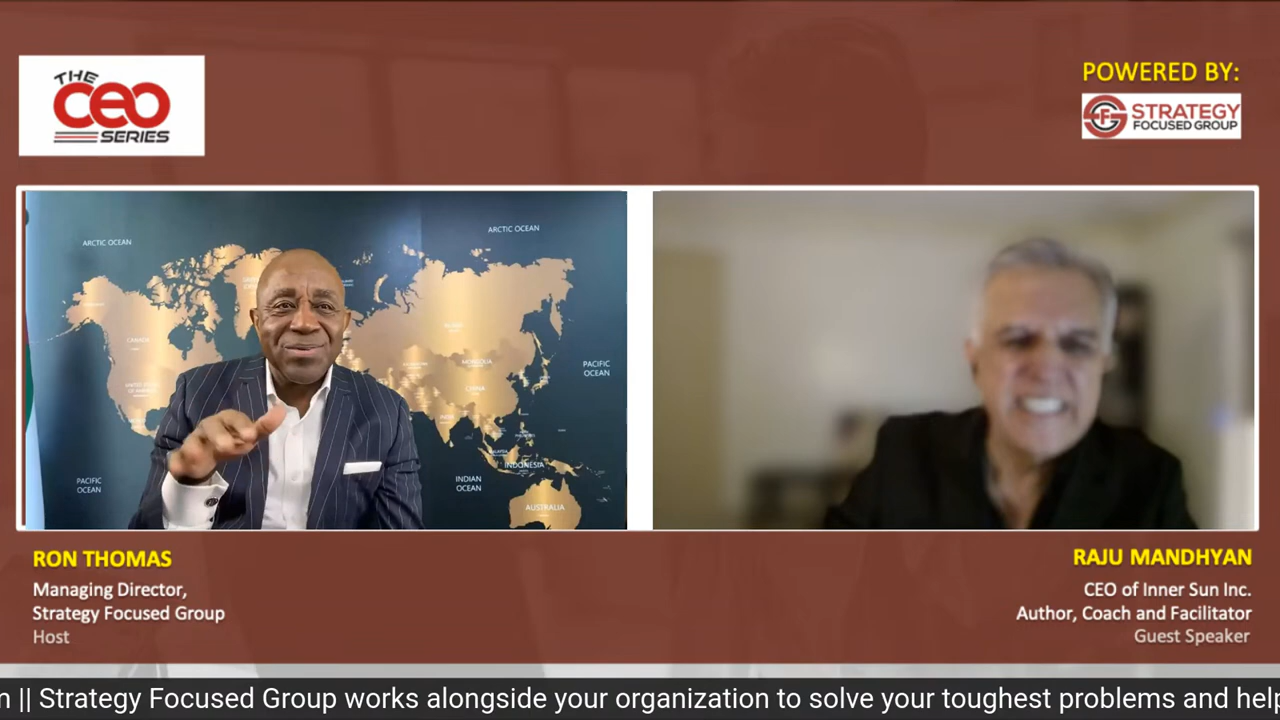 THE
ceo
SERIES
POWERED BY:
SFG STRATEGY
FOCUSED GROUP
ARCTIC OCEAN
ARCTIC OCEAN
CANADA
MONGOLIA
CHINA
INDIA
PACIFIC
OCEAN
INDONESIA
PACIFIC
OCEAN
INDIAN
OCEAN
AUSTRALIA
RON THOMAS
Managing Director,
Strategy Focused Group
Host
RAJU MANDHYAN
CEO of Inner Sun Inc.
Author, Coach and Facilitator
Guest Speaker
n || Strategy Focused Group works alongside your organization to solve your toughest problems and help